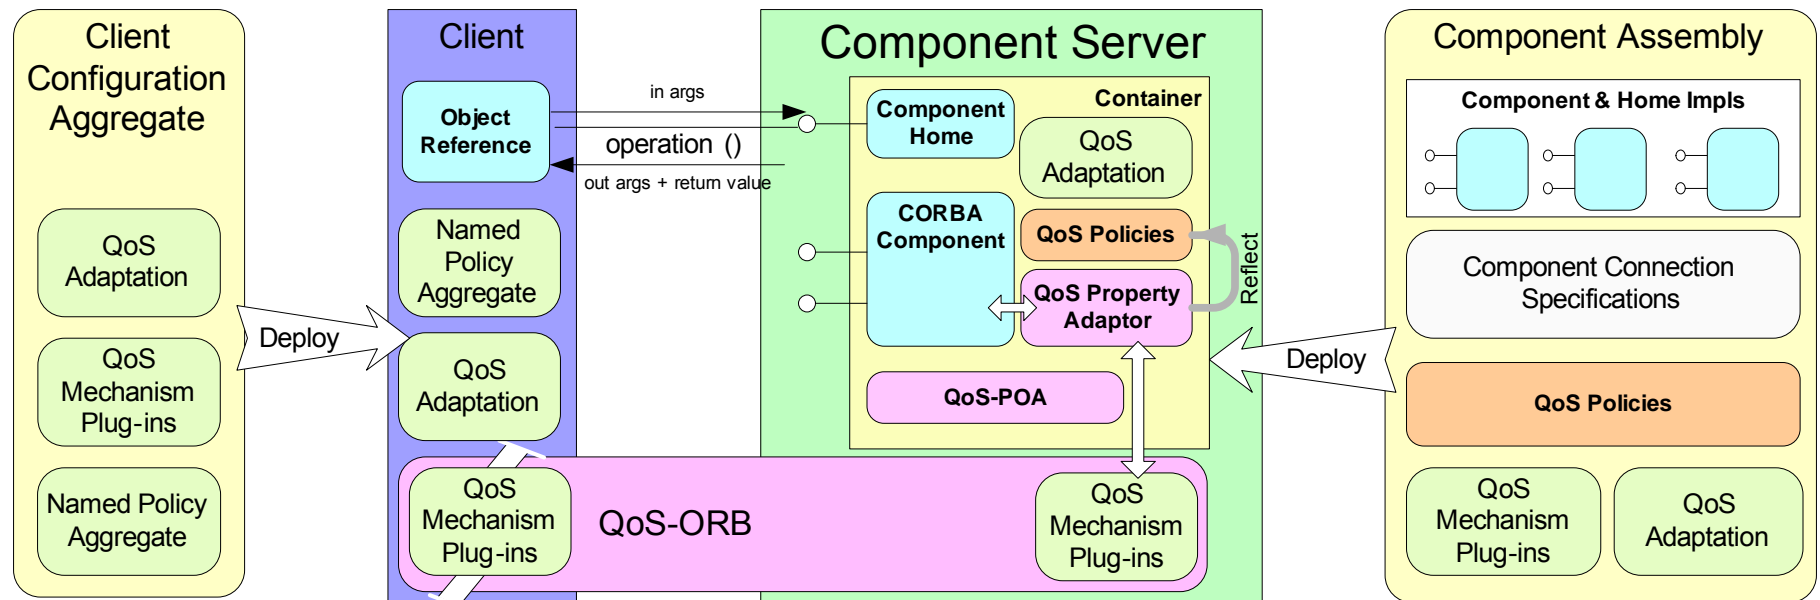 Client
Configuration
Aggregate
QoS
Adaptation
QoS
Mechanism
Plug-ins
Named Policy
Aggregate
Deploy
Client
Object
Reference
Named
Policy
Aggregate
QoS
Adaptation
QoS
Mechanism
Plug-ins
in args
operation ()
out args + return value
QoS-ORB
Component Server
Container
Component
Home
QoS
Adaptation
CORBA
Component
QoS Policies
QoS Property
Adaptor
Reflect
QoS-POA
QoS
Mechanism
Plug-ins
Deploy
Component Assembly
Component & Home Impls
Component Connection
Specifications
QoS Policies
QoS
Mechanism
Plug-ins
QoS
Adaptation